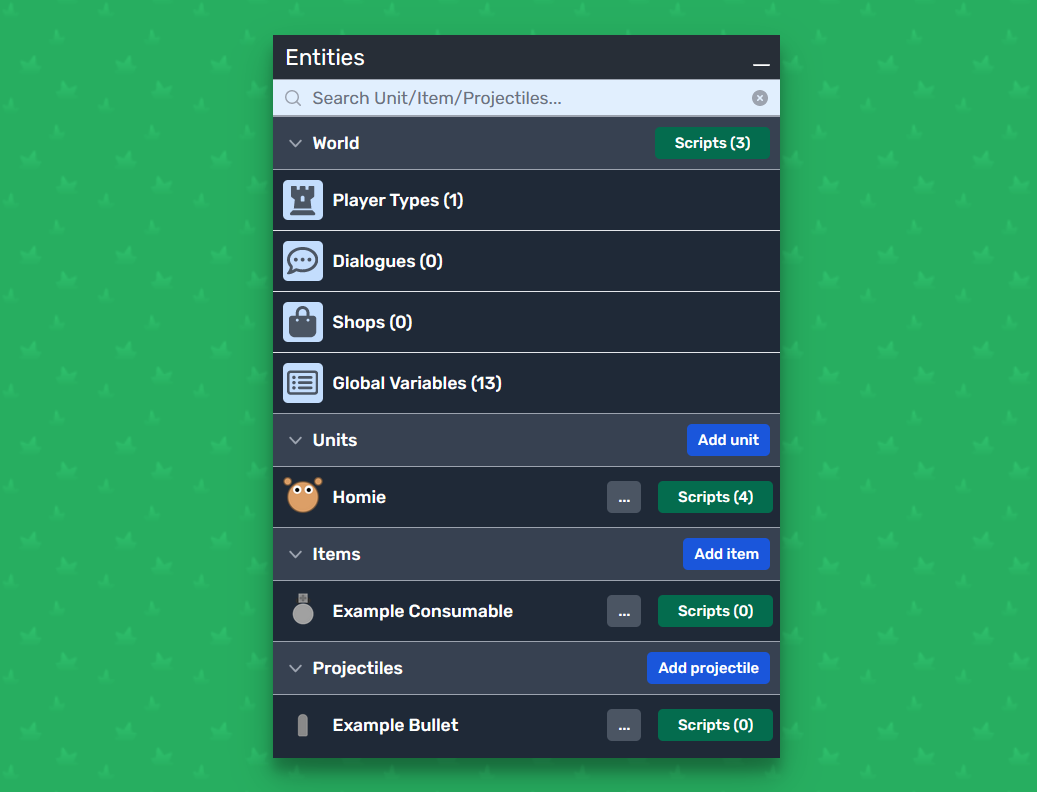 Entities
Search Unit/Item/Projectiles...
World
Scripts (3)
Player Types (1)
Dialogues (0)
Shops (0)
Global Variables (13)
Units
Add unit
Homie
...
Scripts (4)
Items
Add item
Example Consumable
...
Scripts (0)
Projectiles
Add projectile
Example Bullet
...
Scripts (0)